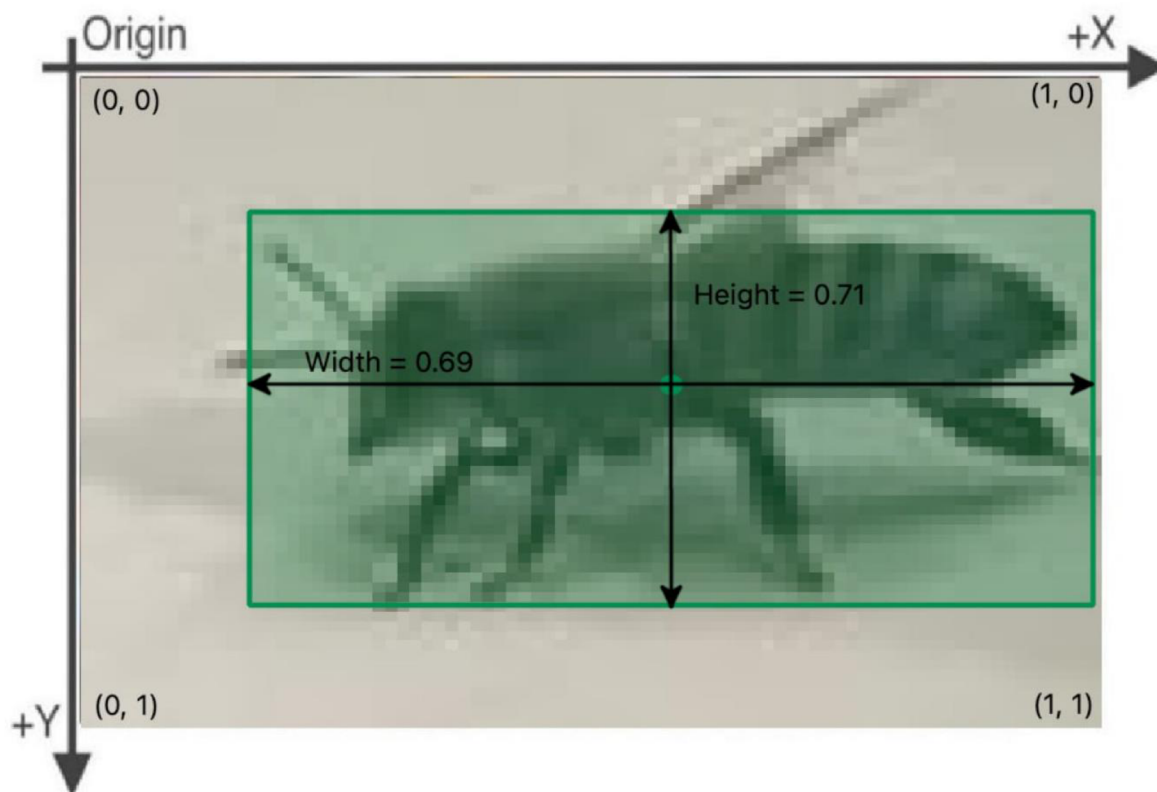 Origin
+X
(0, 0)
(1, 0)
Height = 0.71
Width = 0.69
(0, 1)
(1, 1)
+Y